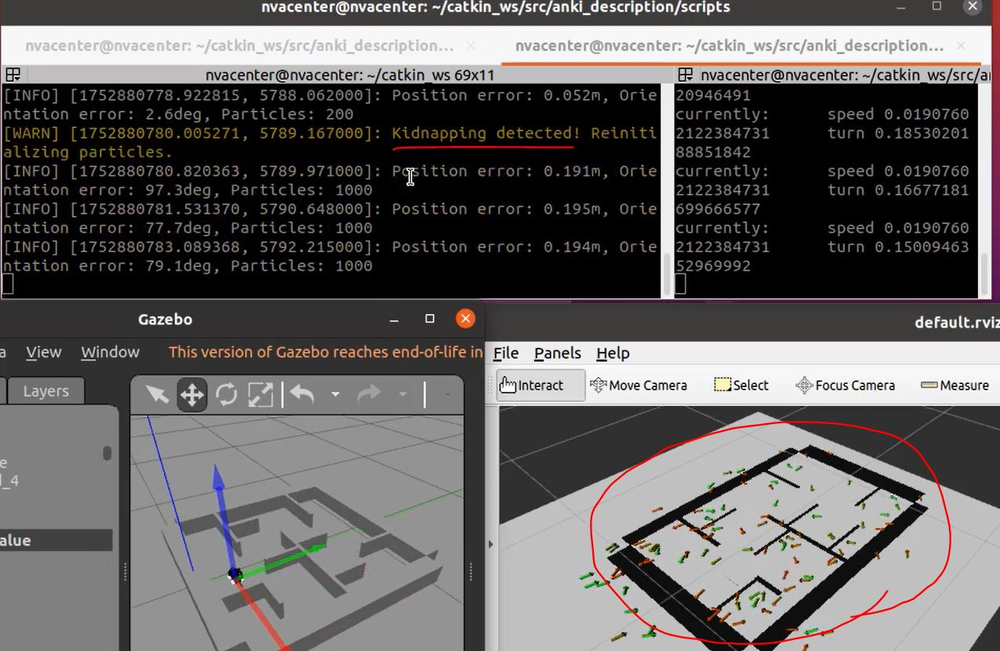 nvacenter@nvacenter: ~/catkin_ws/src/anki_description/scripts
nvacenter@nvacenter: ~/catkin_ws/src/anki_description...
nvacenter@nvacenter: ~/catkin_ws/src/anki_description...
nvacenter@nvacenter: ~/catkin_ws 69x11
[INFO] [1752880778.922815, 5788.062000]: Position error: 0.052m, Orie
ntation error: 2.6deg, Particles: 200
[WARN] [1752880780.005271, 5789.167000]: Kidnapping detected! Reiniti
alizing particles.
[INFO] [1752880780.820363, 5789.971000]: Position error: 0.191m, Orie
ntation error: 97.3deg, Particles: 1000
[INFO] [1752880781.531370, 5790.648000]: Position error: 0.195m, Orie
ntation error: 77.7deg, Particles: 1000
[INFO] [1752880783.089368, 5792.215000]: Position error: 0.194m, Orie
ntation error: 79.1deg, Particles: 1000
nvacenter@nvacenter: ~/catkin_ws/src/a
20946491
currently: speed 0.0190760
2122384731 turn 0.18530201
88851842
currently: speed 0.0190760
2122384731 turn 0.16677181
699666577
currently: speed 0.0190760
2122384731 turn 0.15009463
52969992
Gazebo
a View Window This version of Gazebo reaches end-of-life in
Layers
e
l_4
alue
default.rviz
File Panels Help
Interact Move Camera Select Focus Camera Measure